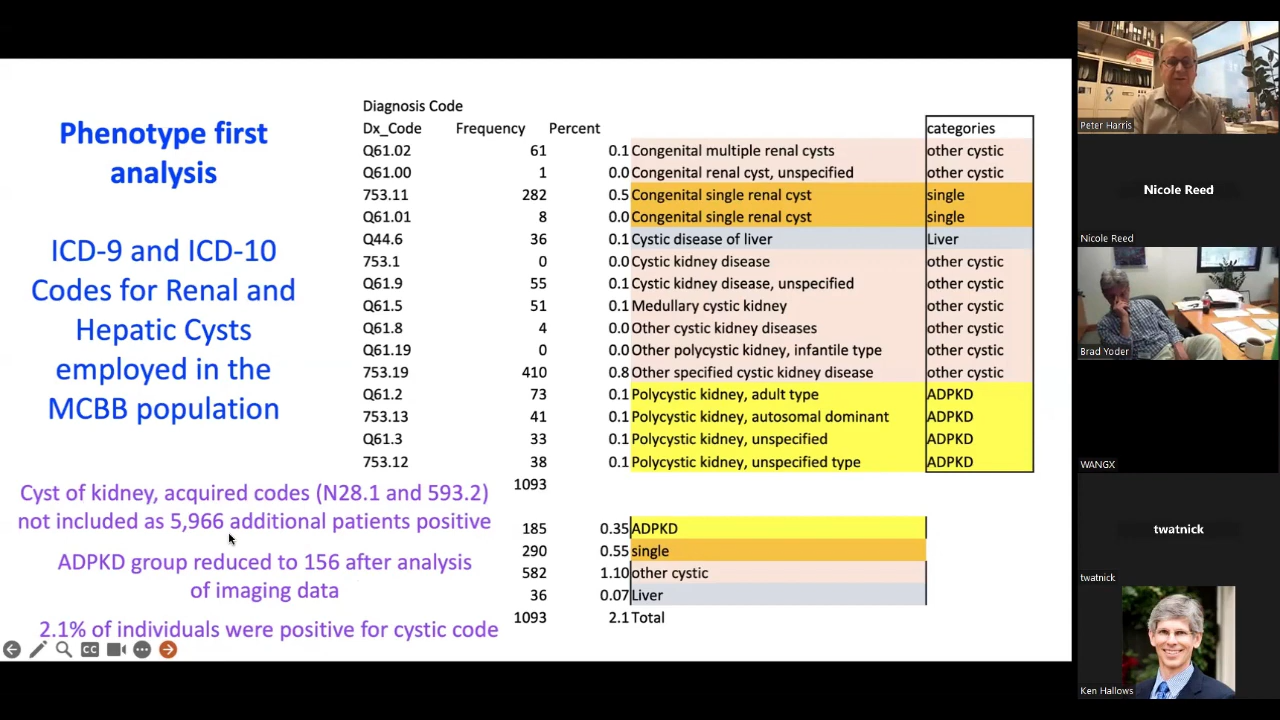 Phenotype first
analysis
ICD-9 and ICD-10
Codes for Renal and
Hepatic Cysts
employed in the
MCBB population
Cyst of kidney, acquired codes (N28.1 and 593.2)
not included as 5,966 additional patients positive
ADPKD group reduced to 156 after analysis
of imaging data
2.1% of individuals were positive for cystic code
Diagnosis Code
Dx_Code Frequency Percent categories
Q61.02 61 0.1 Congenital multiple renal cysts other cystic
Q61.00 1 0.0 Congenital renal cyst, unspecified other cystic
753.11 282 0.5 Congenital single renal cyst single
Q61.01 8 0.0 Congenital single renal cyst single
Q44.6 36 0.1 Cystic disease of liver Liver
753.1 0 0.0 Cystic kidney disease other cystic
Q61.9 55 0.1 Cystic kidney disease, unspecified other cystic
Q61.5 51 0.1 Medullary cystic kidney other cystic
Q61.8 4 0.0 Other cystic kidney diseases other cystic
Q61.19 0 0.0 Other polycystic kidney, infantile type other cystic
753.19 410 0.8 Other specified cystic kidney disease other cystic
Q61.2 73 0.1 Polycystic kidney, adult type ADPKD
753.13 41 0.1 Polycystic kidney, autosomal dominant ADPKD
Q61.3 33 0.1 Polycystic kidney, unspecified ADPKD
753.12 38 0.1 Polycystic kidney, unspecified type ADPKD
1093
185 0.35 ADPKD
290 0.55 single
582 1.10 other cystic
36 0.07 Liver
1093 2.1 Total
CC
Peter Harris
Nicole Reed
Nicole Reed
Brad Yoder
WANGX
twatnick
twatnick
Ken Hallows